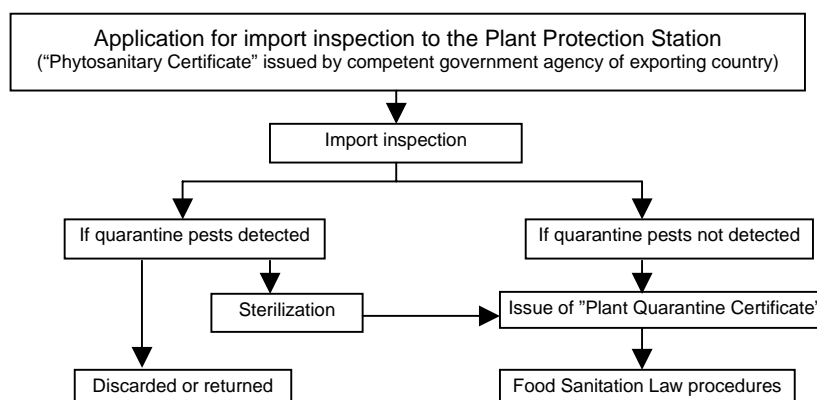 Application for import inspection to the Plant Protection Station
(“Phytosanitary Certificate” issued by competent government agency of exporting country)
Import inspection
If quarantine pests detected
If quarantine pests not detected
Sterilization
Issue of ”Plant Quarantine Certificate”
Discarded or returned
Food Sanitation Law procedures